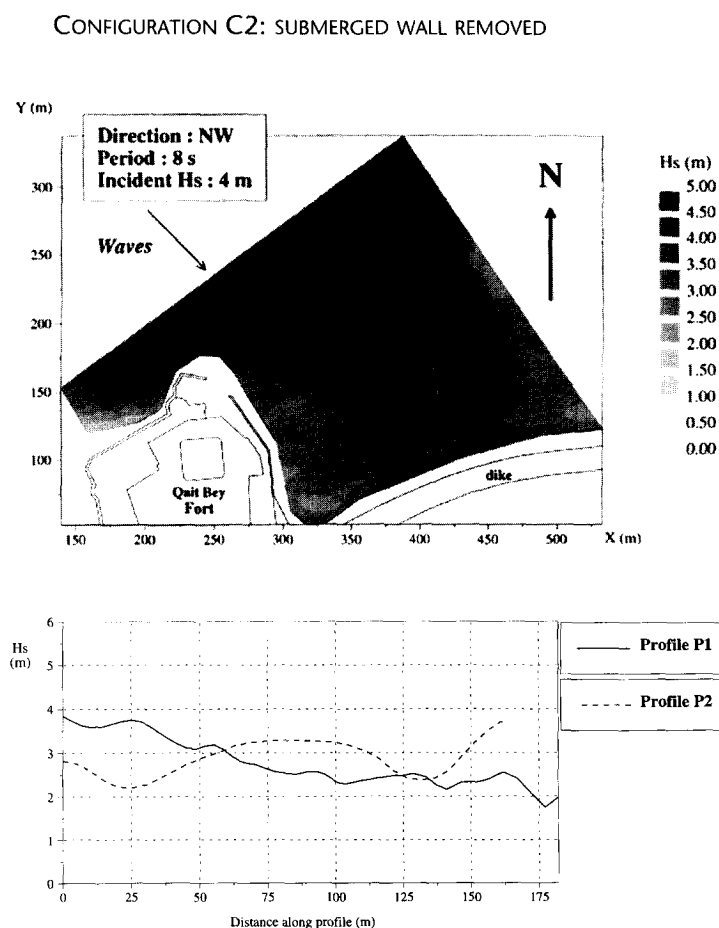 CONFIGURATION C2: SUBMERGED WALL REMOVED
Y (m)
Direction : NW
Period : 8 s
Incident Hs : 4 m
Waves
N
300
250
200
150
100
Quit Bey
Fort
dike
150 200 250 300 350 400 450 500 X (m)
Hs (m)
5.00
4.50
4.00
3.50
3.00
2.50
2.00
1.50
1.00
0.50
0.00
Hs
(m)
6
5
4
3
2
1
0
0 25 50 75 100 125 150 175
Distance along profile (m)
Profile P1
Profile P2